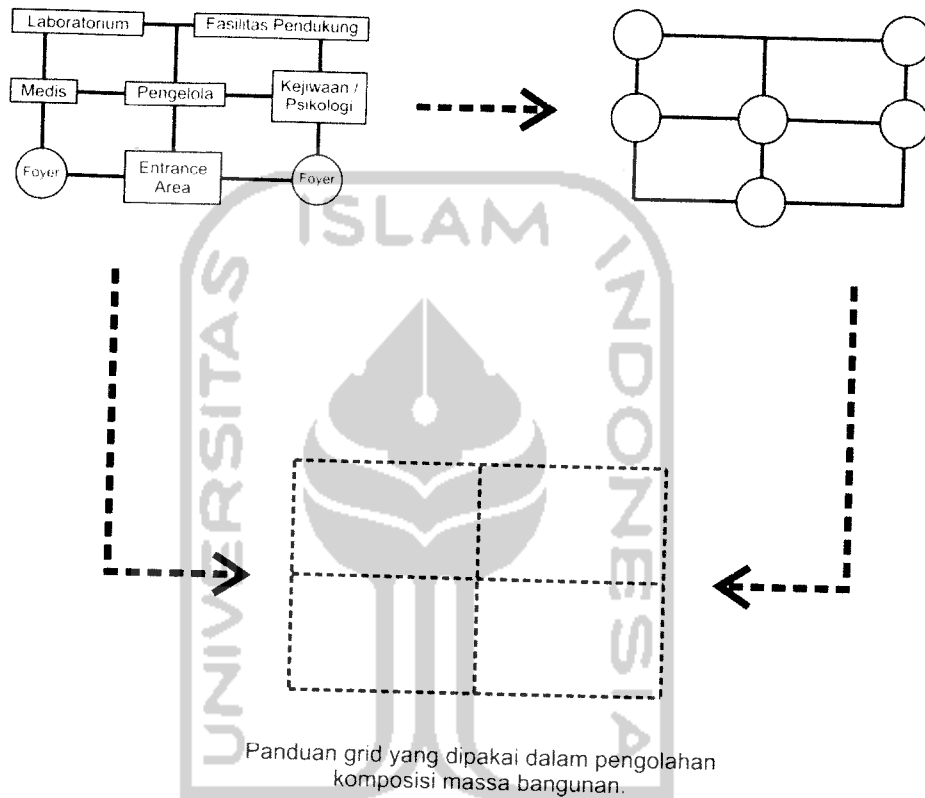 Laboratorium
Fasilitas Pendukung
Medis
Pengelola
Kejiwaan /
Psikologi
Foyer
Entrance
Area
Foyer
UNIVERSITAS
ISLAM
INDONESIA
Panduan grid yang dipakai dalam pengolahan
komposisi massa bangunan.